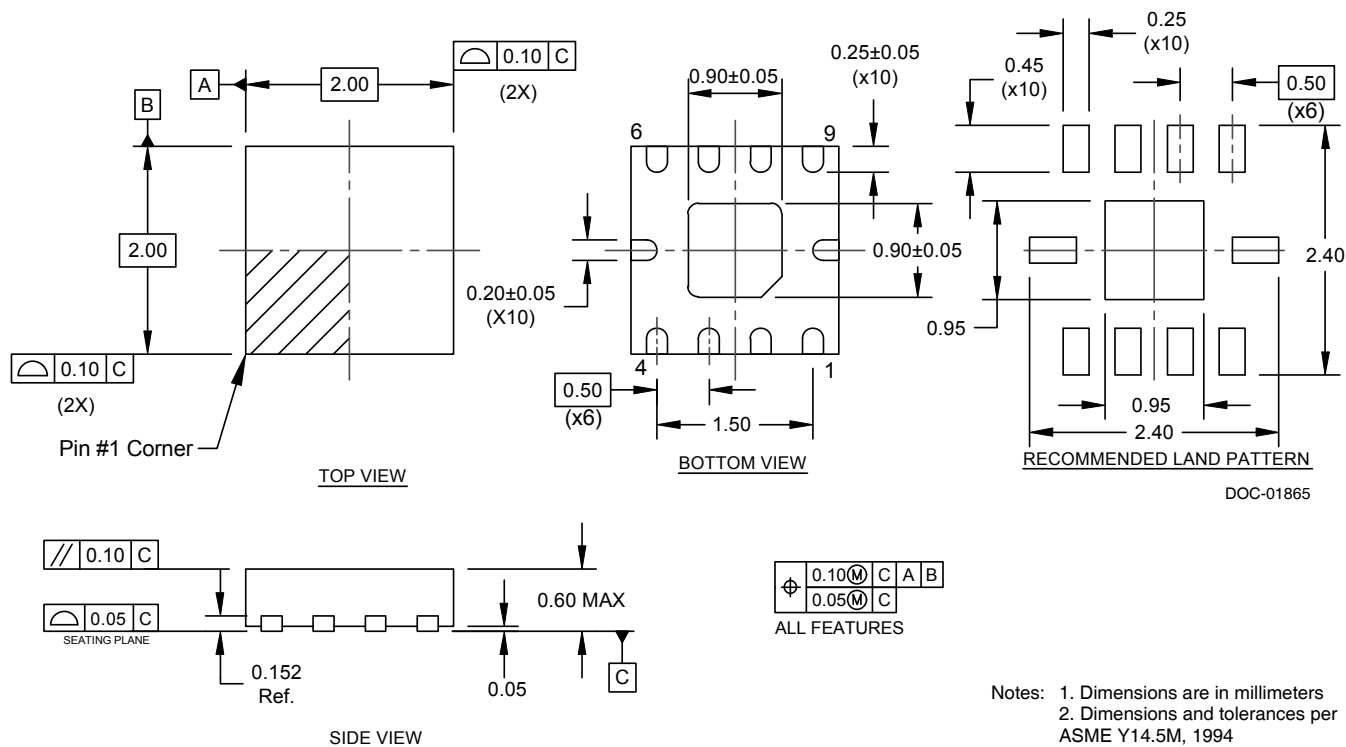 A
2.00
⌓ 0.10 C
(2X)
B
2.00
⌓ 0.10 C
(2X)
Pin #1 Corner
TOP VIEW
0.90±0.05
0.25±0.05
(x10)
6
9
0.90±0.05
0.20±0.05
(X10)
4
1
0.50
(x6)
1.50
BOTTOM VIEW
0.25
(x10)
0.45
(x10)
0.50
(x6)
2.40
0.95
0.95
2.40
RECOMMENDED LAND PATTERN
DOC-01865
// 0.10 C
⌓ 0.05 C
SEATING PLANE
0.152
Ref.
0.60 MAX
0.05
C
SIDE VIEW
⌖ 0.10Ⓜ C A B
0.05Ⓜ C
ALL FEATURES
Notes: 1. Dimensions are in millimeters
2. Dimensions and tolerances per
ASME Y14.5M, 1994